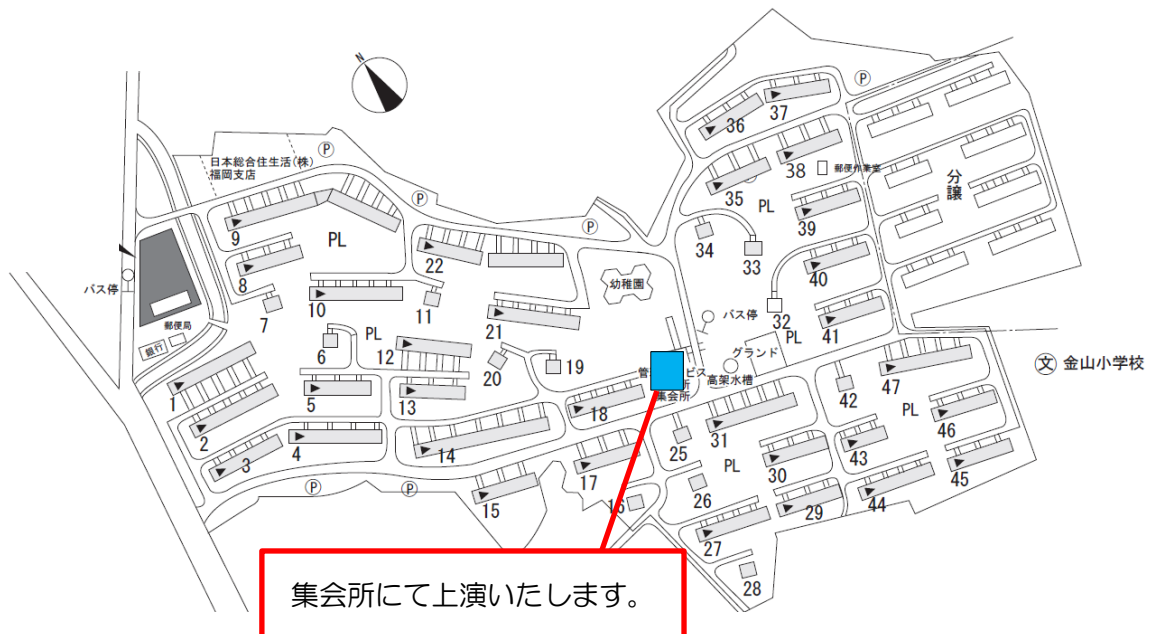 N
日本総合住生活(株)
福岡支店
P
P
P
P
37
36
38
郵便作業室
分譲
35
PL
39
34
33
40
9
PL
22
8
幼稚園
バス停
10
11
7
21
バス停
32
41
PL
郵便局
銀行
6
PL
12
20
19
グランド
高架水槽
管
ビス
所
集会所
文 金山小学校
47
1
5
13
18
42
PL
2
31
46
3
4
14
17
25
PL
30
43
45
P
P
15
16
26
29
44
27
28
集会所にて上演いたします。